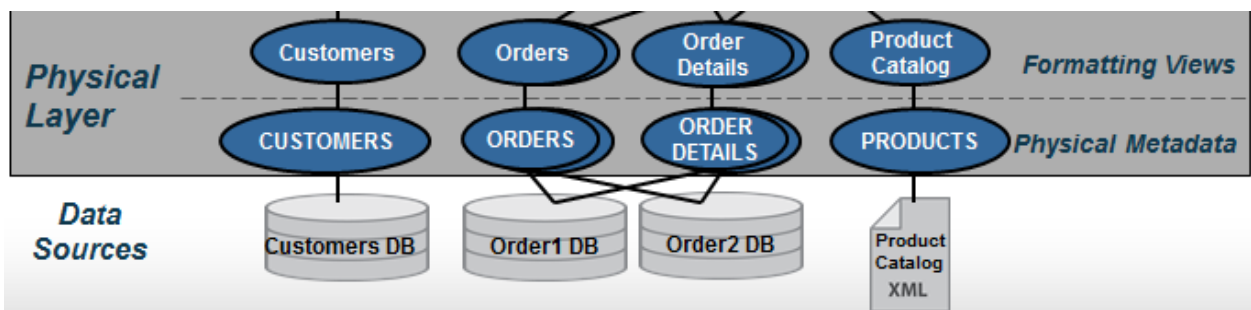 Physical
Layer
Customers
Orders
Order
Details
Product
Catalog
Formatting Views
CUSTOMERS
ORDERS
ORDER
DETAILS
PRODUCTS
Physical Metadata
Data
Sources
Customers DB
Order1 DB
Order2 DB
Product
Catalog
XML